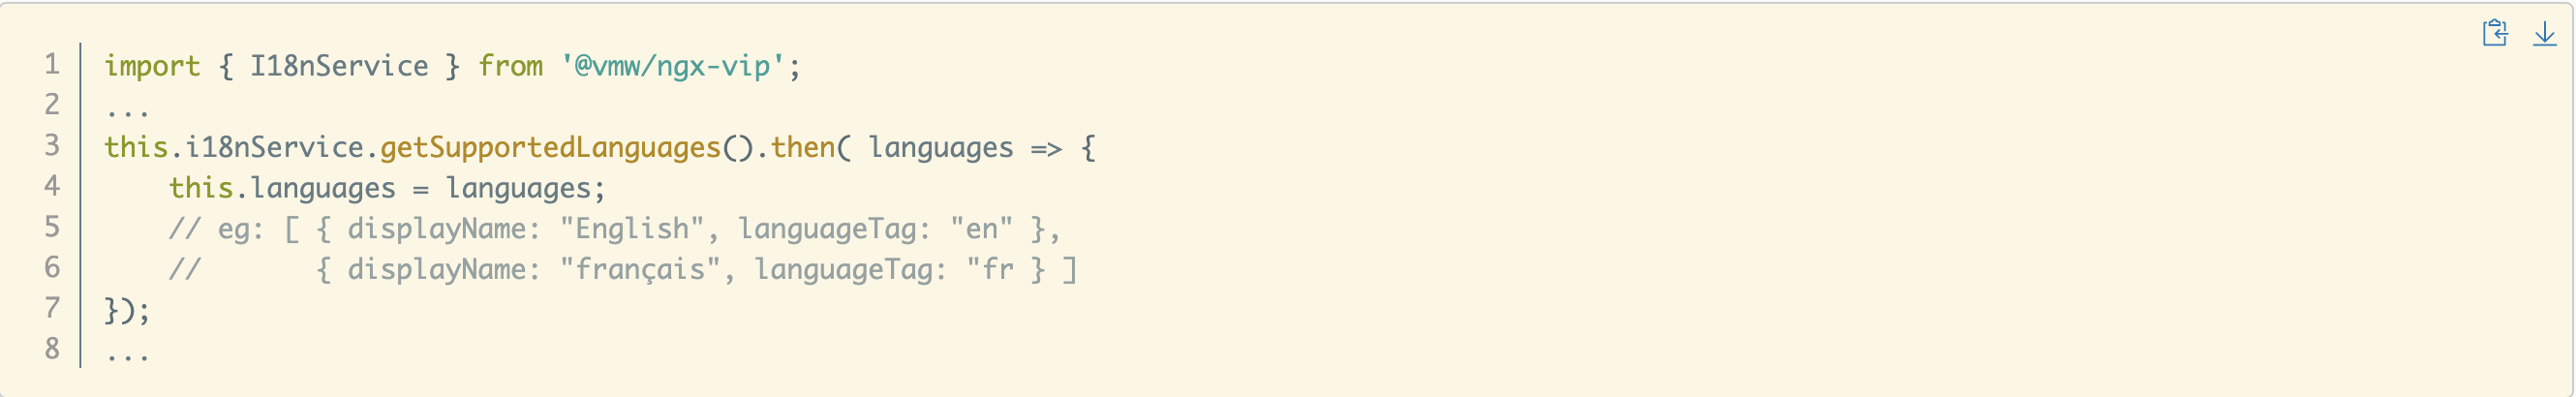 1 import { I18nService } from '@vmw/ngx-vip';
2 ...
3 this.i18nService.getSupportedLanguages().then( languages => {
4     this.languages = languages;
5     // eg: [ { displayName: "English", languageTag: "en" },
6     //       { displayName: "français", languageTag: "fr } ]
7 });
8 ...